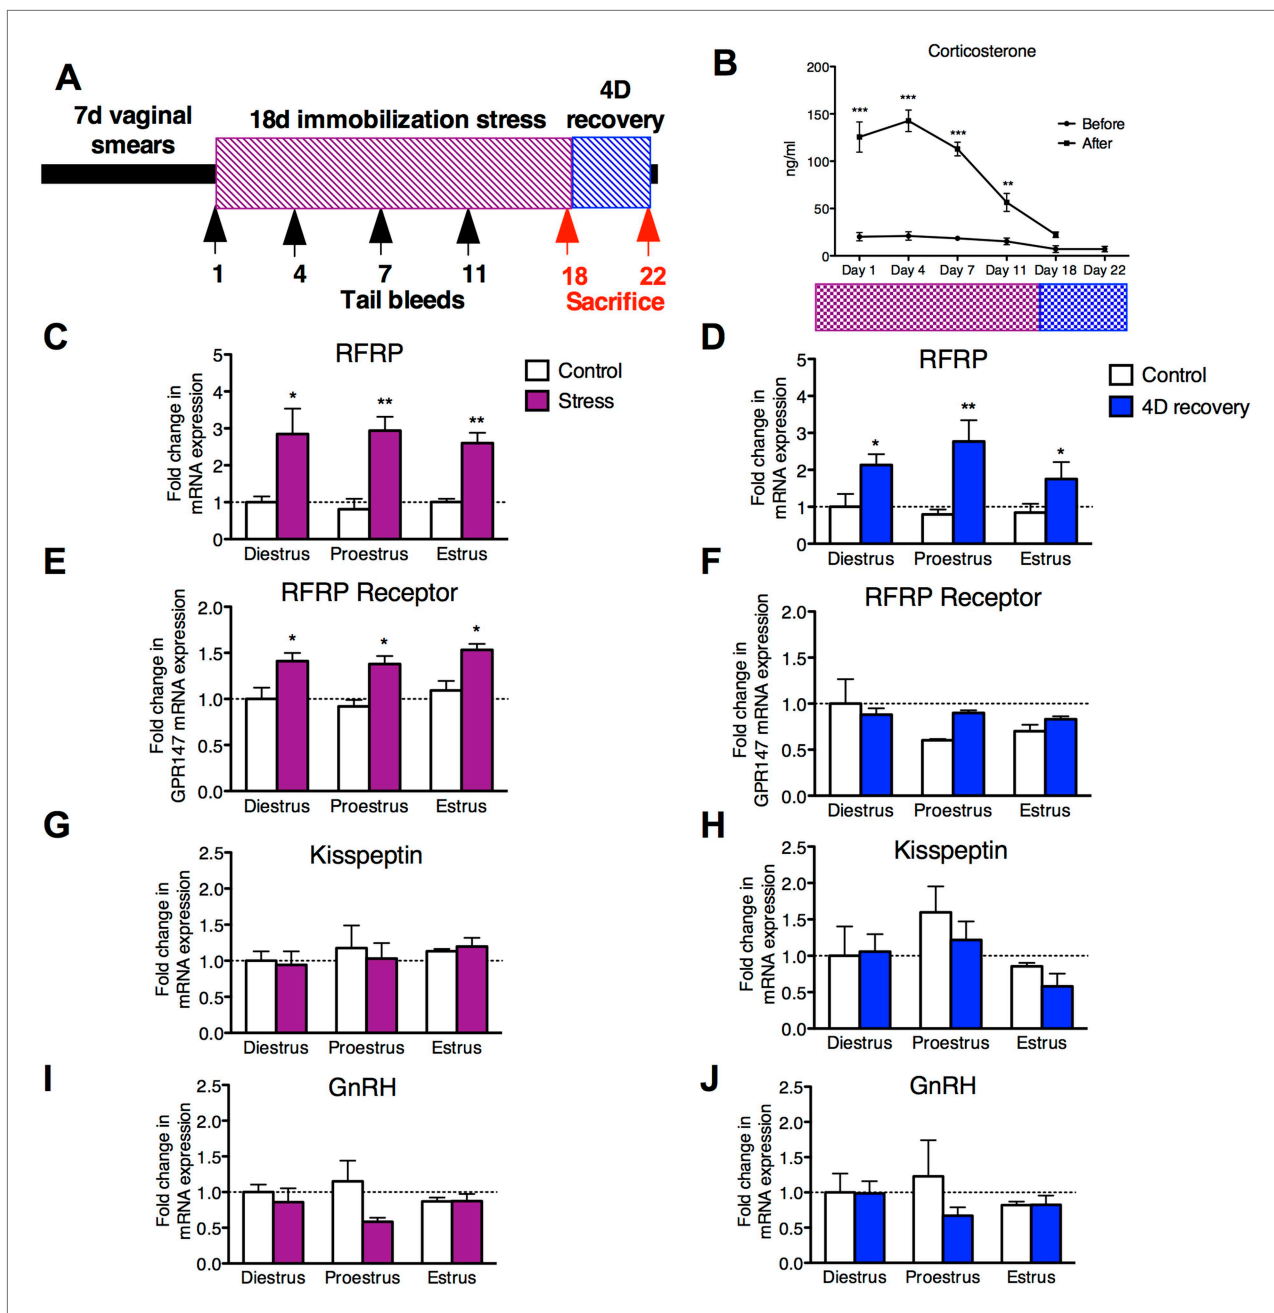 A
7d vaginal
smears
18d immobilization stress
4D
recovery
1
4
7
11
18
22
Tail bleeds
Sacrifice
B
Corticosterone
ng/ml
200
150
100
50
0
***
***
***
**
Before
After
Day 1
Day 4
Day 7
Day 11
Day 18
Day 22
C
RFRP
Fold change in
mRNA expression
5
4
3
2
1
0
*
**
**
Diestrus
Proestrus
Estrus
Control
Stress
D
RFRP
Fold change in
mRNA expression
5
4
3
2
1
0
*
**
*
Diestrus
Proestrus
Estrus
Control
4D recovery
E
RFRP Receptor
Fold change in
GPR147 mRNA expression
2.0
1.5
1.0
0.5
0.0
*
*
*
Diestrus
Proestrus
Estrus
F
RFRP Receptor
Fold change in
GPR147 mRNA expression
2.0
1.5
1.0
0.5
0.0
Diestrus
Proestrus
Estrus
G
Kisspeptin
Fold change in
mRNA expression
2.5
2.0
1.5
1.0
0.5
0.0
Diestrus
Proestrus
Estrus
H
Kisspeptin
Fold change in
mRNA expression
2.5
2.0
1.5
1.0
0.5
0.0
Diestrus
Proestrus
Estrus
I
GnRH
Fold change in
mRNA expression
2.5
2.0
1.5
1.0
0.5
0.0
Diestrus
Proestrus
Estrus
J
GnRH
Fold change in
mRNA expression
2.5
2.0
1.5
1.0
0.5
0.0
Diestrus
Proestrus
Estrus